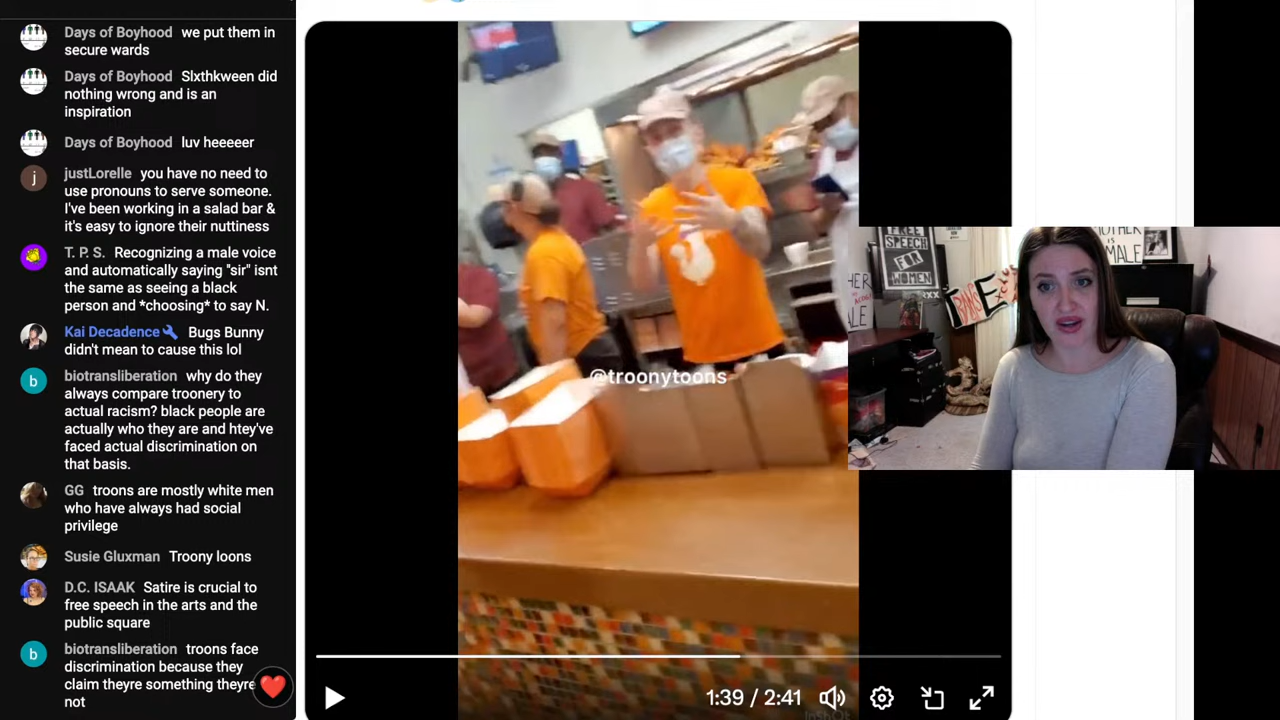 Days of Boyhood we put them in
secure wards
Days of Boyhood Slxthkween did
nothing wrong and is an
inspiration
Days of Boyhood luv heeeeer
j justLorelle you have no need to
use pronouns to serve someone.
I've been working in a salad bar &
it's easy to ignore their nuttiness
T. P. S. Recognizing a male voice
and automatically saying "sir" isnt
the same as seeing a black
person and *choosing* to say N.
Kai Decadence Bugs Bunny
didn't mean to cause this lol
b biotransliberation why do they
always compare troonery to
actual racism? black people are
actually who they are and htey've
faced actual discrimination on
that basis.
GG troons are mostly white men
who have always had social
privilege
Susie Gluxman Troony loons
D.C. ISAAK Satire is crucial to
free speech in the arts and the
public square
b biotransliberation troons face
discrimination because they
claim theyre something theyre
not
@troonytoons
1:39 / 2:41
FREE
SPEECH
FOR
WOMEN
XX
MOTHER
IS
MALE